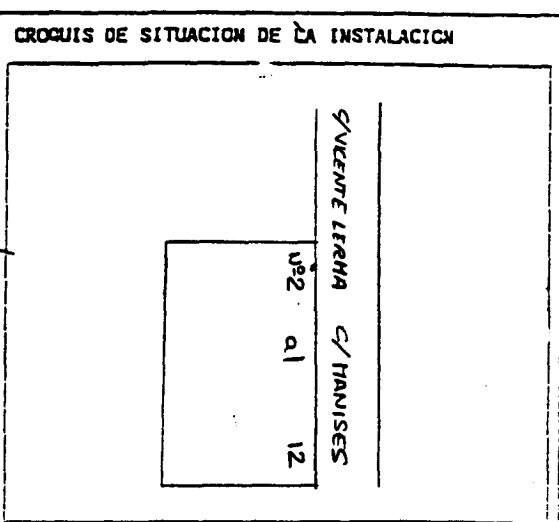 CROQUIS DE SITUACION DE LA INSTALACION
C/VICENTE LERMA C/MANISES
Nº2 al 12